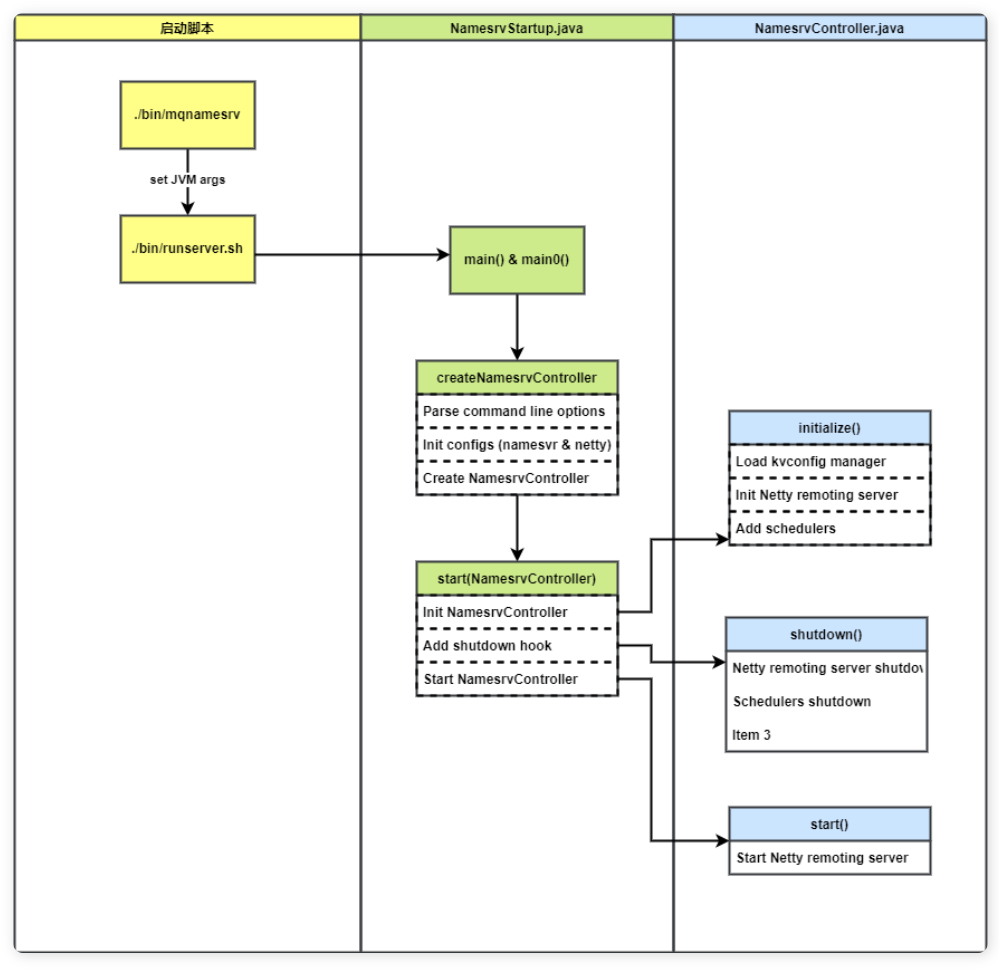 启动脚本
NamesrvStartup.java
NamesrvController.java
./bin/mqnamesrv
set JVM args
./bin/runserver.sh
main() & main0()
createNamesrvController
Parse command line options
Init configs (namesvr & netty)
Create NamesrvController
start(NamesrvController)
Init NamesrvController
Add shutdown hook
Start NamesrvController
initialize()
Load kvconfig manager
Init Netty remoting server
Add schedulers
shutdown()
Netty remoting server shutdov
Schedulers shutdown
Item 3
start()
Start Netty remoting server